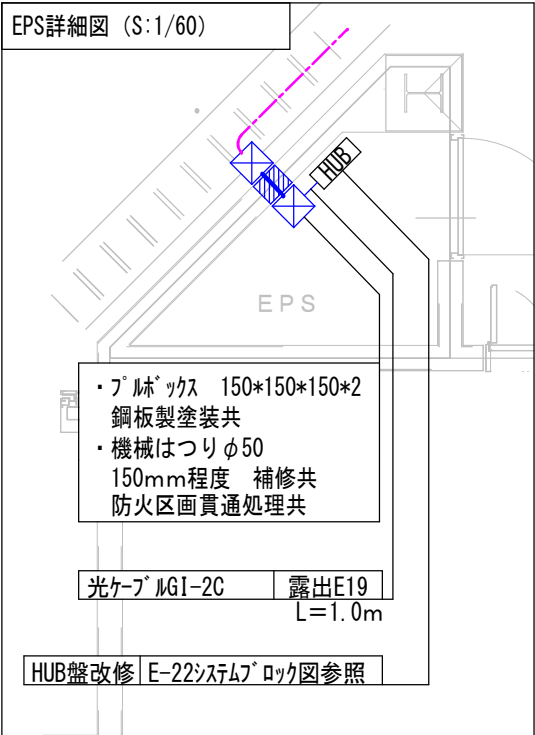 EPS詳細図 (S:1/60)
HUB
EPS
・プルボックス 150*150*150*2
鋼板製塗装共
・機械はつりφ50
150mm程度 補修共
防火区画貫通処理共
光ケーブルGI-2C 露出E19
L=1.0m
HUB盤改修 E-22システムブロック図参照